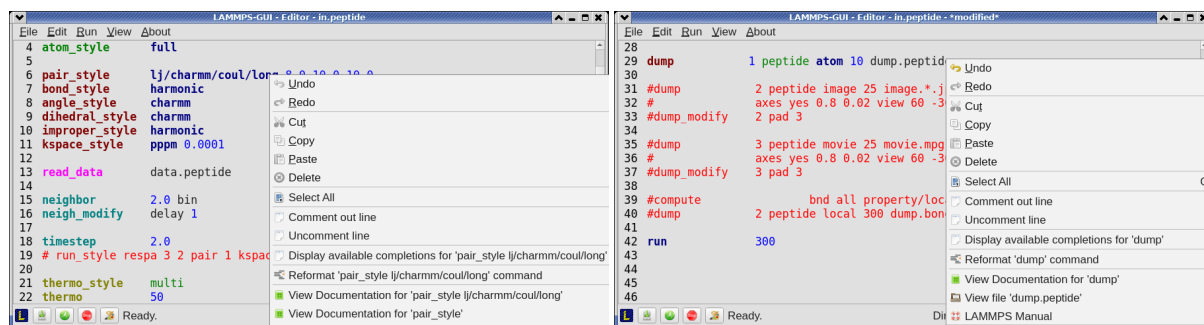 LAMMPS-GUI - Editor - in.peptide
File Edit Run View About
4 atom_style full
5
6 pair_style lj/charmm/coul/long 8.0 10.0 10.0
7 bond_style harmonic
8 angle_style charmm
9 dihedral_style charmm
10 improper_style harmonic
11 kspace_style pppm 0.0001
12
13 read_data data.peptide
14
15 neighbor 2.0 bin
16 neigh_modify delay 1
17
18 timestep 2.0
19 # run_style respa 3 2 pair 1 kspac
20
21 thermo_style multi
22 thermo 50
Undo
Redo
Cut
Copy
Paste
Delete
Select All
Comment out line
Uncomment line
Display available completions for 'pair_style lj/charmm/coul/long'
Reformat 'pair_style lj/charmm/coul/long' command
View Documentation for 'pair_style lj/charmm/coul/long'
View Documentation for 'pair_style'
Ready.
LAMMPS-GUI - Editor - in.peptide - *modified*
File Edit Run View About
28
29 dump 1 peptide atom 10 dump.peptide
30
31 #dump 2 peptide image 25 image.*.j
32 # axes yes 0.8 0.02 view 60 -30
33 #dump_modify 2 pad 3
34
35 #dump 3 peptide movie 25 movie.mpg
36 # axes yes 0.8 0.02 view 60 -30
37 #dump_modify 3 pad 3
38
39 #compute bnd all property/loc
40 #dump 2 peptide local 300 dump.bon
41
42 run 300
43
44
45
46
Undo
Redo
Cut
Copy
Paste
Delete
Select All
Comment out line
Uncomment line
Display available completions for 'dump'
Reformat 'dump' command
View Documentation for 'dump'
View file 'dump.peptide'
LAMMPS Manual
Ready.